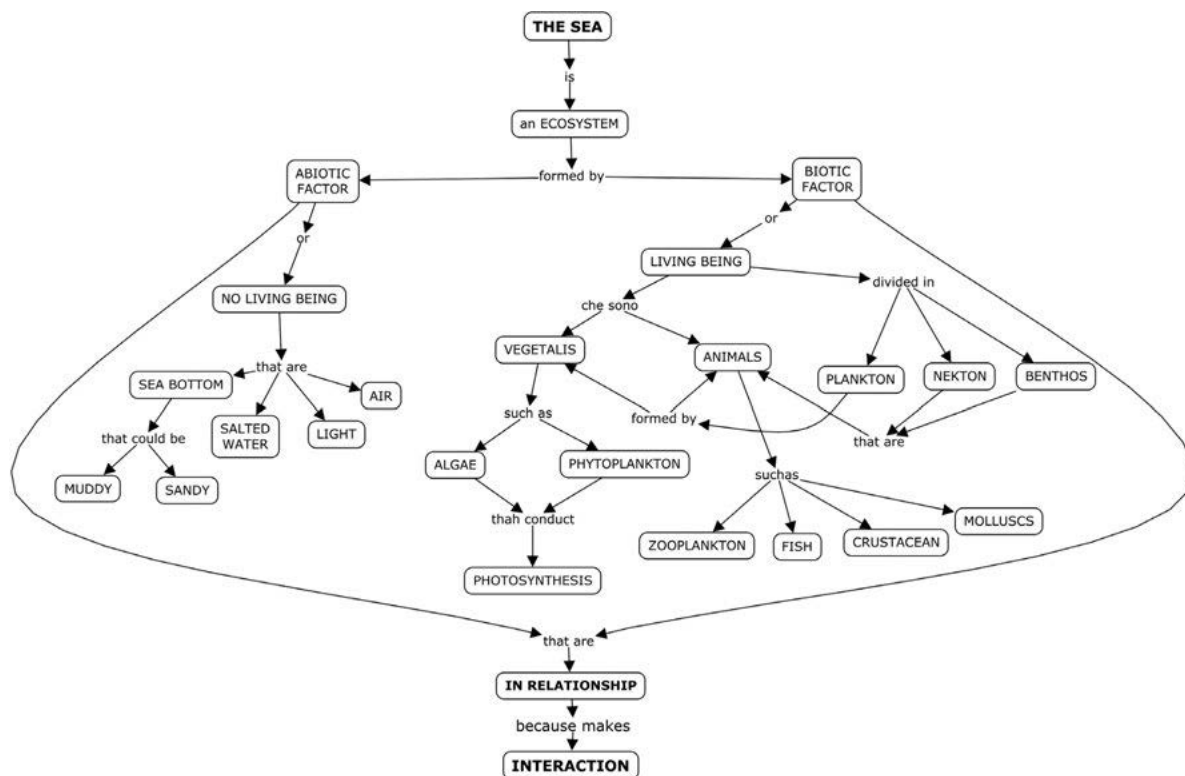 THE SEA
is
an ECOSYSTEM
formed by
ABIOTIC
FACTOR
BIOTIC
FACTOR
or
or
LIVING BEING
NO LIVING BEING
divided in
che sono
VEGETALIS
ANIMALS
that are
SEA BOTTOM
AIR
PLANKTON
NEKTON
BENTHOS
such as
formed by
that are
that could be
SALTED
WATER
LIGHT
ALGAE
PHYTOPLANKTON
MUDDY
SANDY
suchas
thah conduct
MOLLUSCS
ZOOPLANKTON
FISH
CRUSTACEAN
PHOTOSYNTHESIS
that are
IN RELATIONSHIP
because makes
INTERACTION